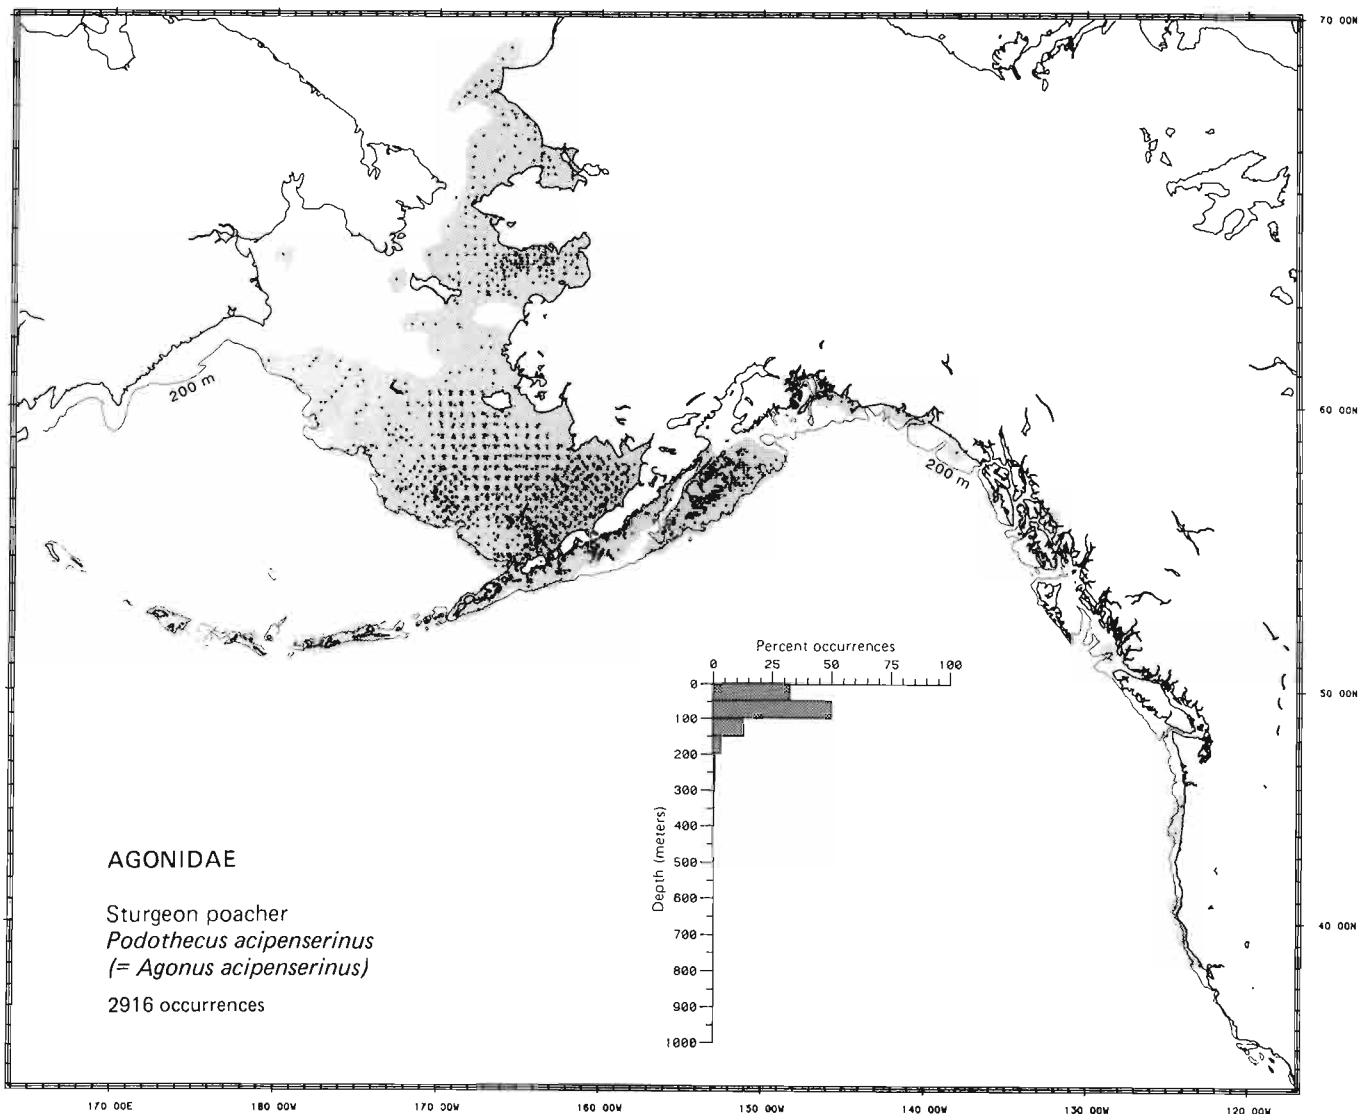 70 00N
200 m
60 00N
200 m
Percent occurrences
0 25 50 75 100
50 00N
0
100
200
300
400
500
600
700
800
900
1000
Depth (meters)
40 00N
AGONIDAE
Sturgeon poacher
Podothecus acipenserinus
(= Agonus acipenserinus)
2916 occurrences
170 00E 180 00W 170 00W 160 00W 150 00W 140 00W 130 00W 120 00W